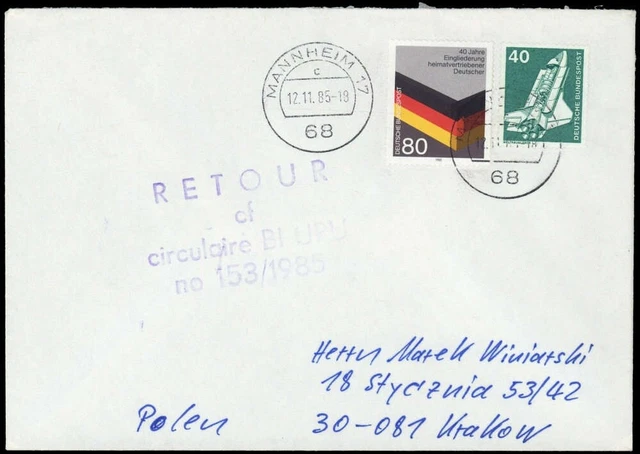 MANNHEIM 17
c
12.11.85-18
68
40 Jahre
Eingliederung
heimatvertriebener
Deutscher
DEUTSCHE BUNDESPOST
80
40
DEUTSCHE BUNDESPOST
68
RETOUR
cf
circulaire BI UPU
no 153/1985
Herrn Marek Winiarski
18 Stycznia 53/42
Polen
30-081 Krakow